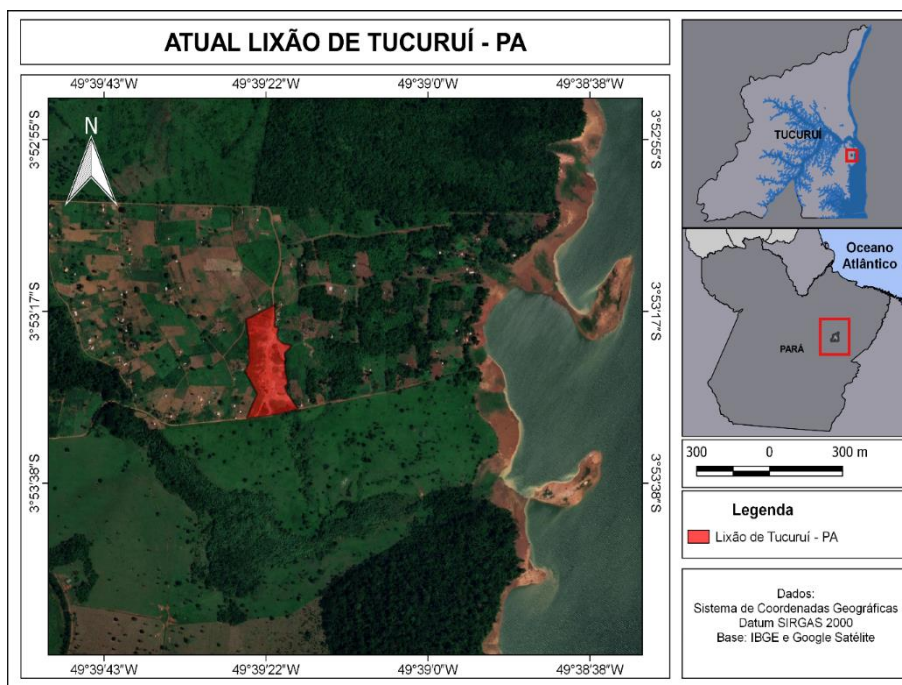 ATUAL LIXÃO DE TUCURUÍ - PA
49°39'43"W 49°39'22"W 49°39'0"W 49°38'38"W
N
3°52'55"S 3°52'55"S
3°53'17"S 3°53'17"S
3°53'38"S 3°53'38"S
49°39'43"W 49°39'22"W 49°39'0"W 49°38'38"W
TUCURUÍ
Oceano
Atlântico
PARÁ
300 0 300 m
Legenda
Lixão de Tucuruí - PA
Dados:
Sistema de Coordenadas Geográficas
Datum SIRGAS 2000
Base: IBGE e Google Satélite